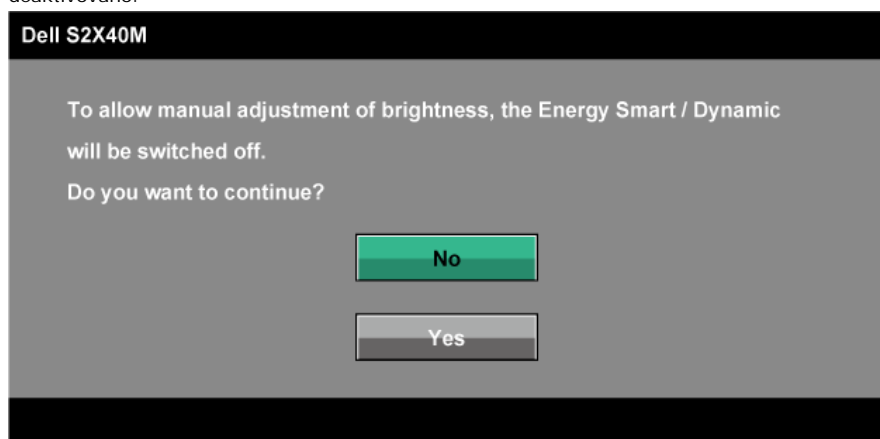 Dell S2X40M
To allow manual adjustment of brightness, the Energy Smart / Dynamic
will be switched off.
Do you want to continue?
No
Yes